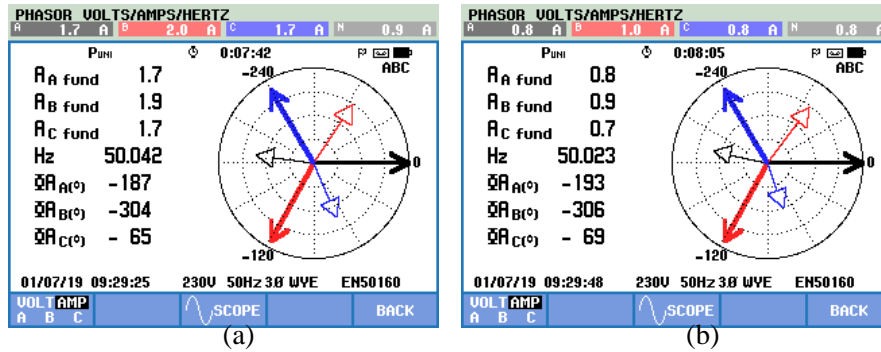 PHASOR VOLTS/AMPS/HERTZ
A 1.7 A B 2.0 A C 1.7 A N 0.9 A
PUNI 0:07:42
ABC
-240
A A fund 1.7
A B fund 1.9
A C fund 1.7
Hz 50.042
0
ΦA A(°) -187
ΦA B(°) -304
ΦA C(°) - 65
-120
01/07/19 09:29:25 230V 50Hz 3Ø WYE EN50160
VOLT AMP
A B C
SCOPE
BACK
(a)
PHASOR VOLTS/AMPS/HERTZ
A 0.8 A B 1.0 A C 0.8 A N 0.8 A
PUNI 0:08:05
ABC
-240
A A fund 0.8
A B fund 0.9
A C fund 0.7
Hz 50.023
0
ΦA A(°) -193
ΦA B(°) -306
ΦA C(°) - 69
-120
01/07/19 09:29:48 230V 50Hz 3Ø WYE EN50160
VOLT AMP
A B C
SCOPE
BACK
(b)